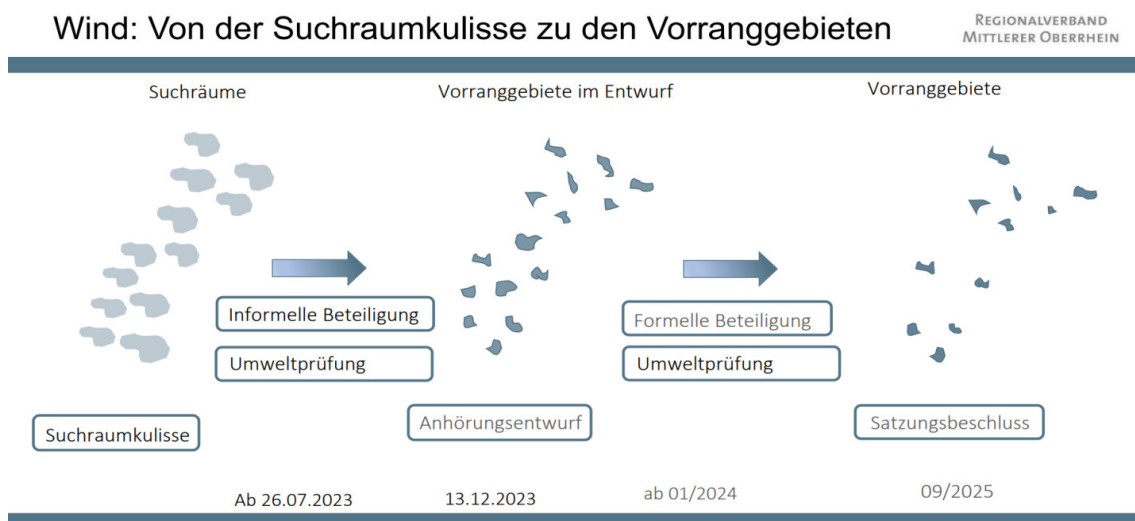 Wind: Von der Suchraumkulisse zu den Vorranggebieten
REGIONALVERBAND
MITTLERER OBERRHEIN
Suchräume
Vorranggebiete im Entwurf
Vorranggebiete
Informelle Beteiligung
Umweltprüfung
Formelle Beteiligung
Umweltprüfung
Suchraumkulisse
Anhörungsentwurf
Satzungsbeschluss
Ab 26.07.2023
13.12.2023
ab 01/2024
09/2025